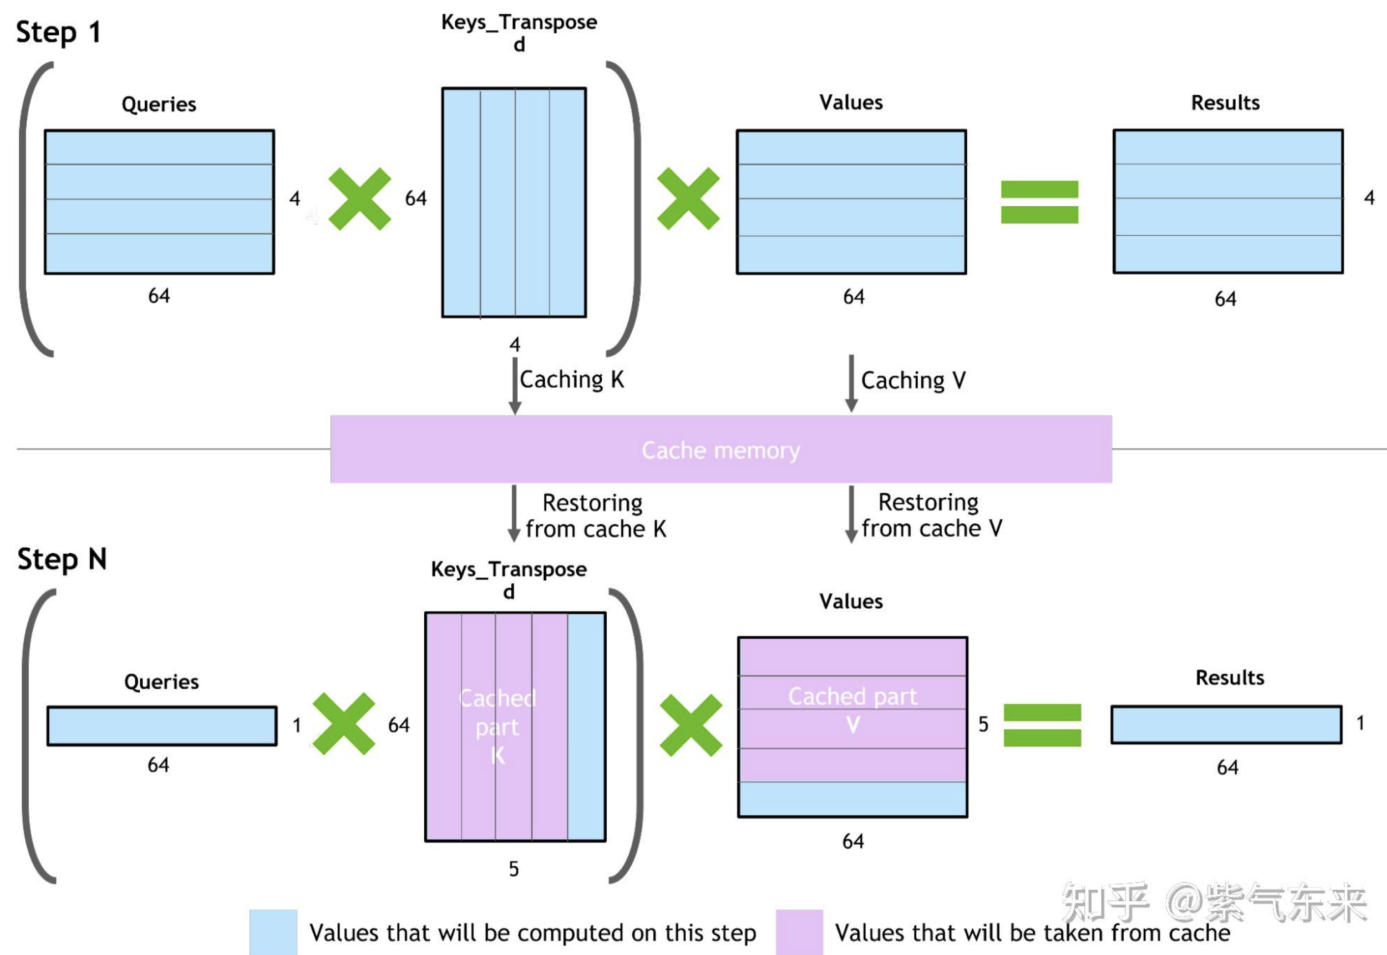 Step 1
Keys_Transpose
d
Queries
Values
Results
4
64
4
64
64
64
4
Caching K
Caching V
Cache memory
Restoring
from cache K
Restoring
from cache V
Step N
Keys_Transpose
d
Queries
Values
Results
Cached
part
K
Cached part
V
1
64
5
1
64
64
5
64
知乎 @紫气东来
Values that will be computed on this step
Values that will be taken from cache